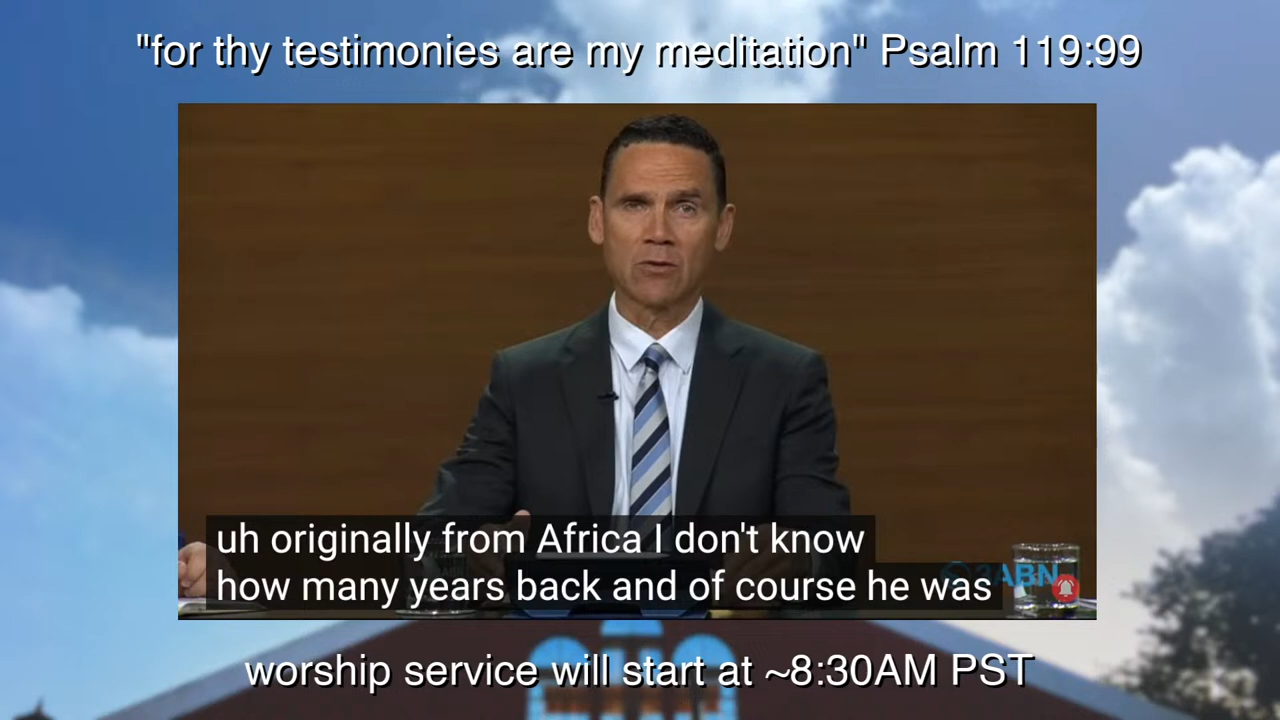 "for thy testimonies are my meditation" Psalm 119:99
uh originally from Africa I don't know
how many years back and of course he was
3ABN
worship service will start at ~8:30AM PST